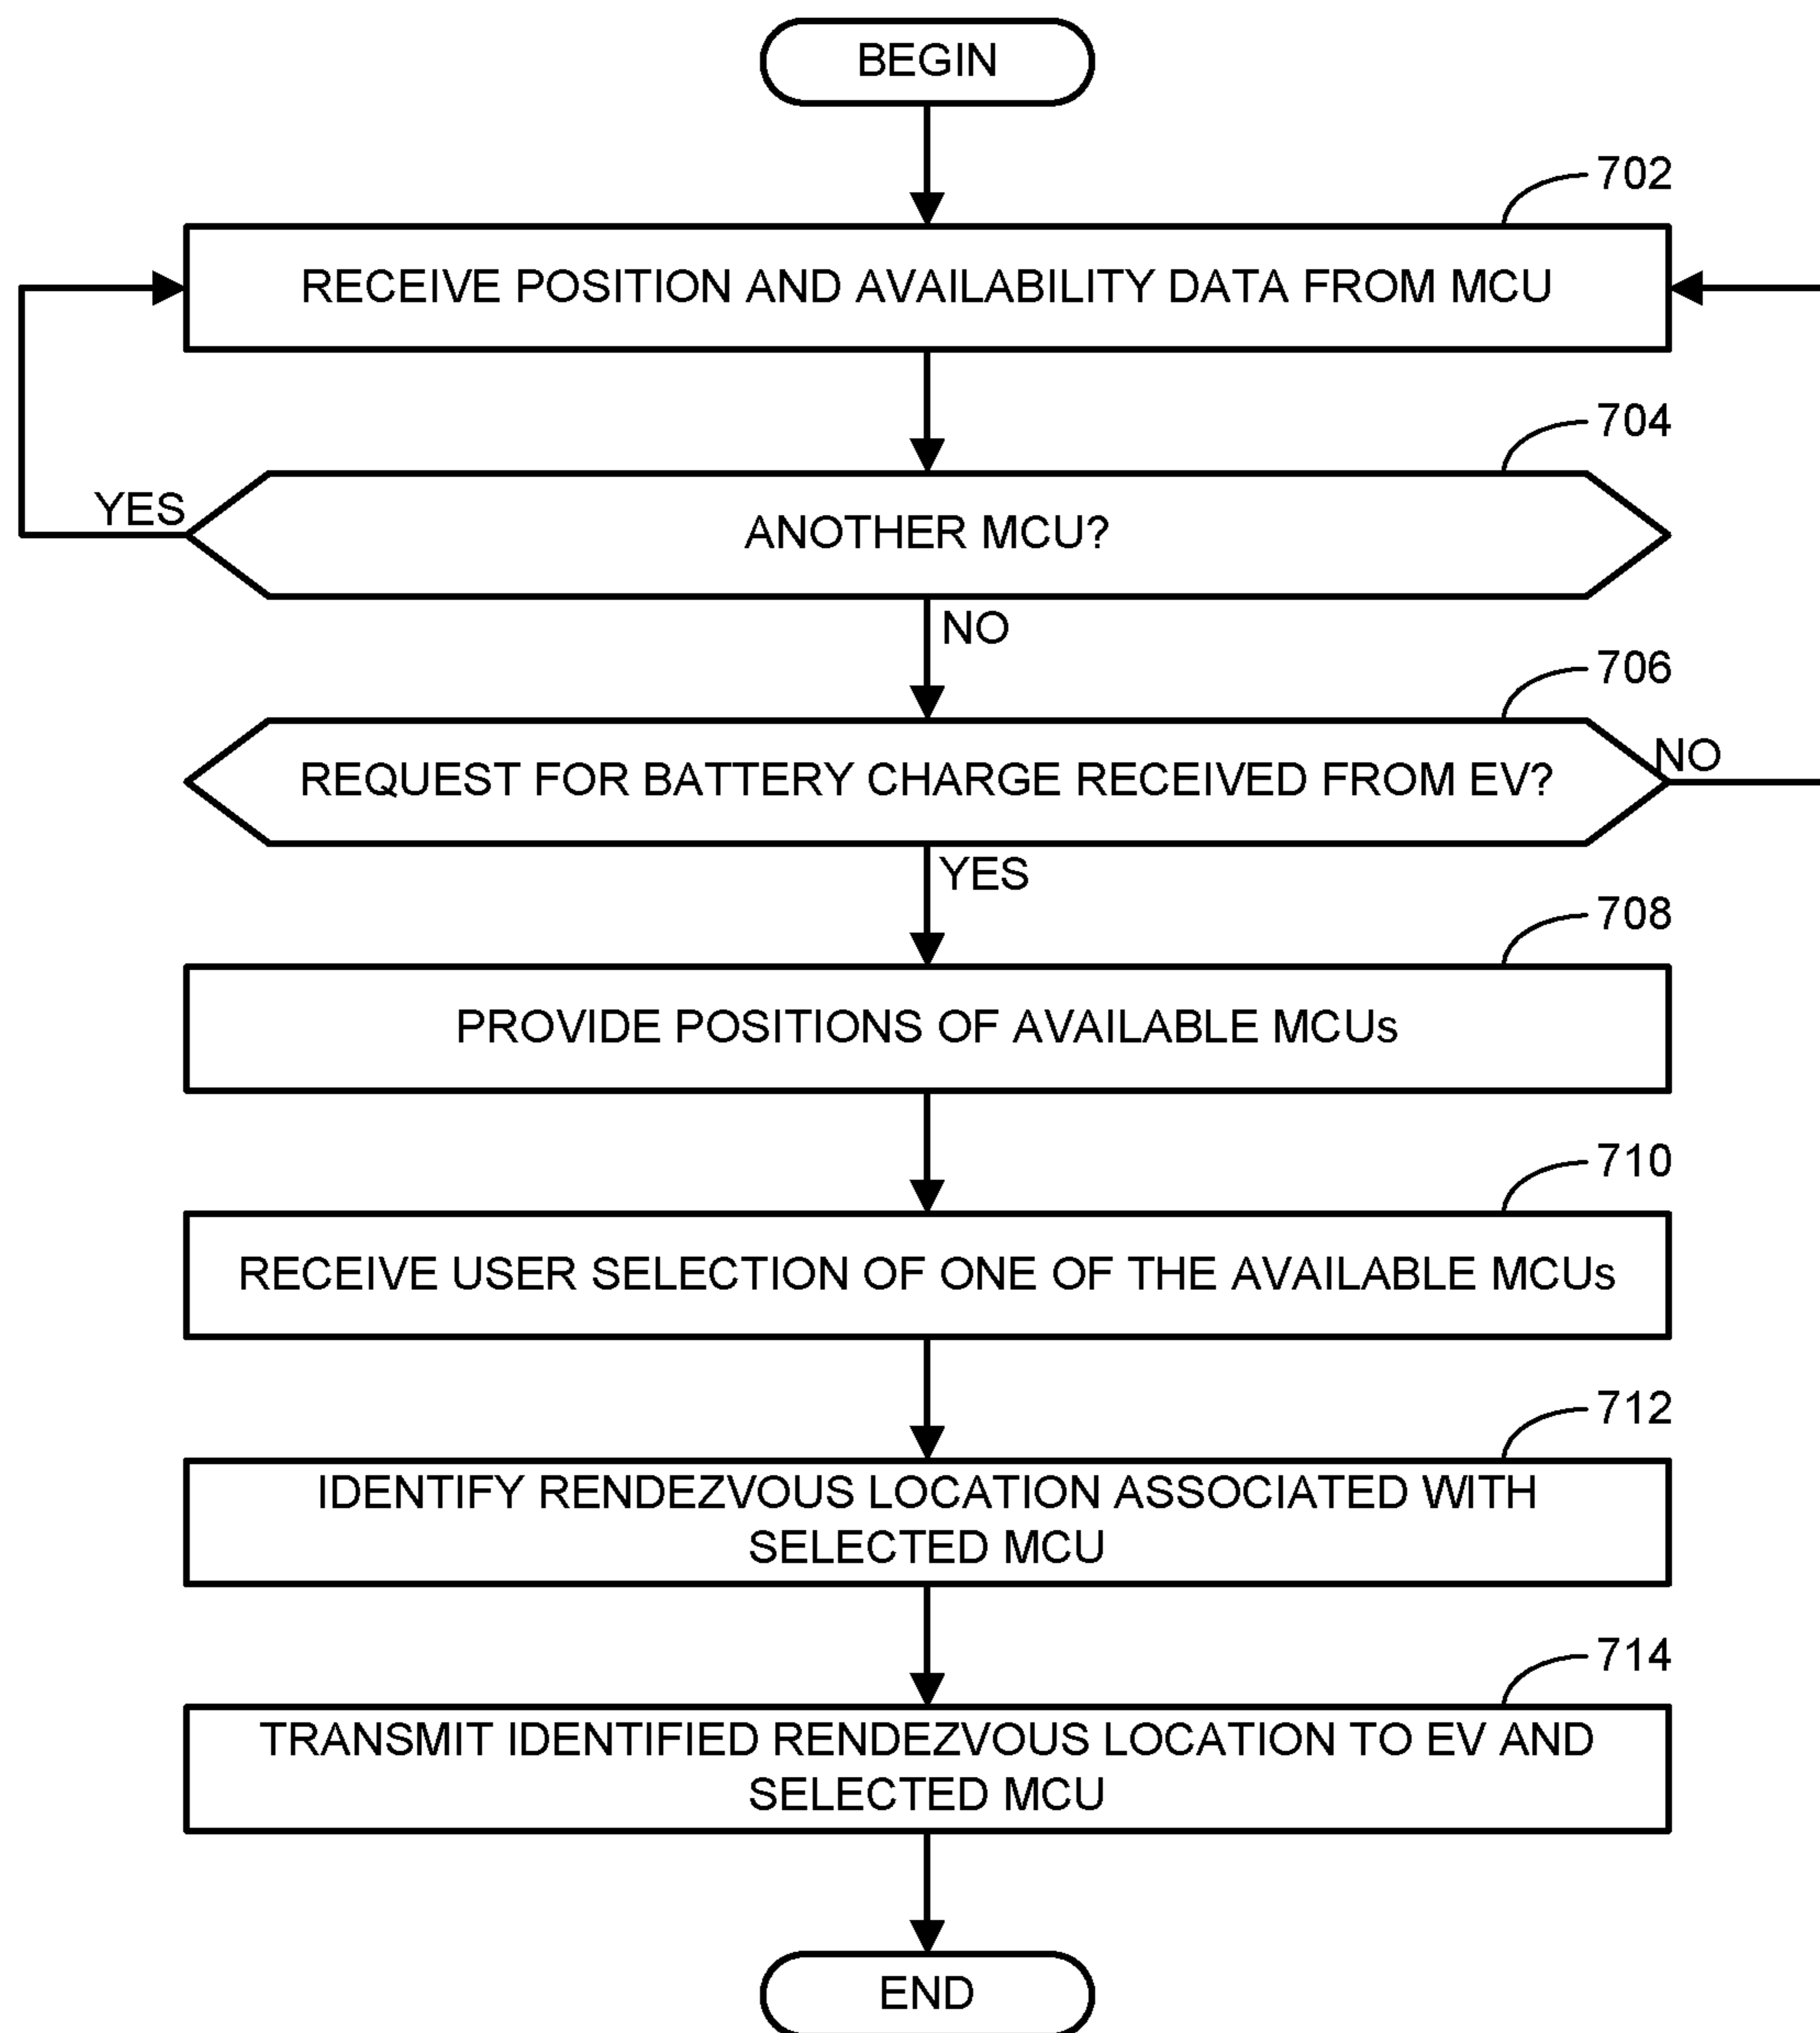 BEGIN
702
RECEIVE POSITION AND AVAILABILITY DATA FROM MCU
704
YES
ANOTHER MCU?
NO
706
REQUEST FOR BATTERY CHARGE RECEIVED FROM EV?
NO
YES
708
PROVIDE POSITIONS OF AVAILABLE MCUs
710
RECEIVE USER SELECTION OF ONE OF THE AVAILABLE MCUs
712
IDENTIFY RENDEZVOUS LOCATION ASSOCIATED WITH
SELECTED MCU
714
TRANSMIT IDENTIFIED RENDEZVOUS LOCATION TO EV AND
SELECTED MCU
END